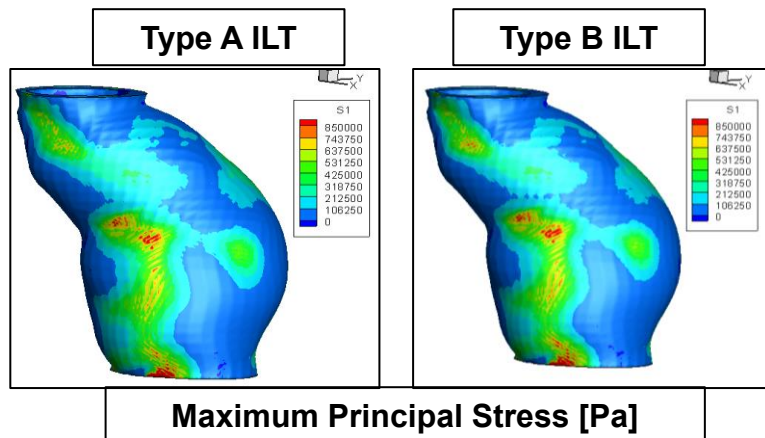 Type A ILT
Type B ILT
Y
X
S1
850000
743750
637500
531250
425000
318750
212500
106250
0
Y
X
S1
850000
743750
637500
531250
425000
318750
212500
106250
0
Maximum Principal Stress [Pa]